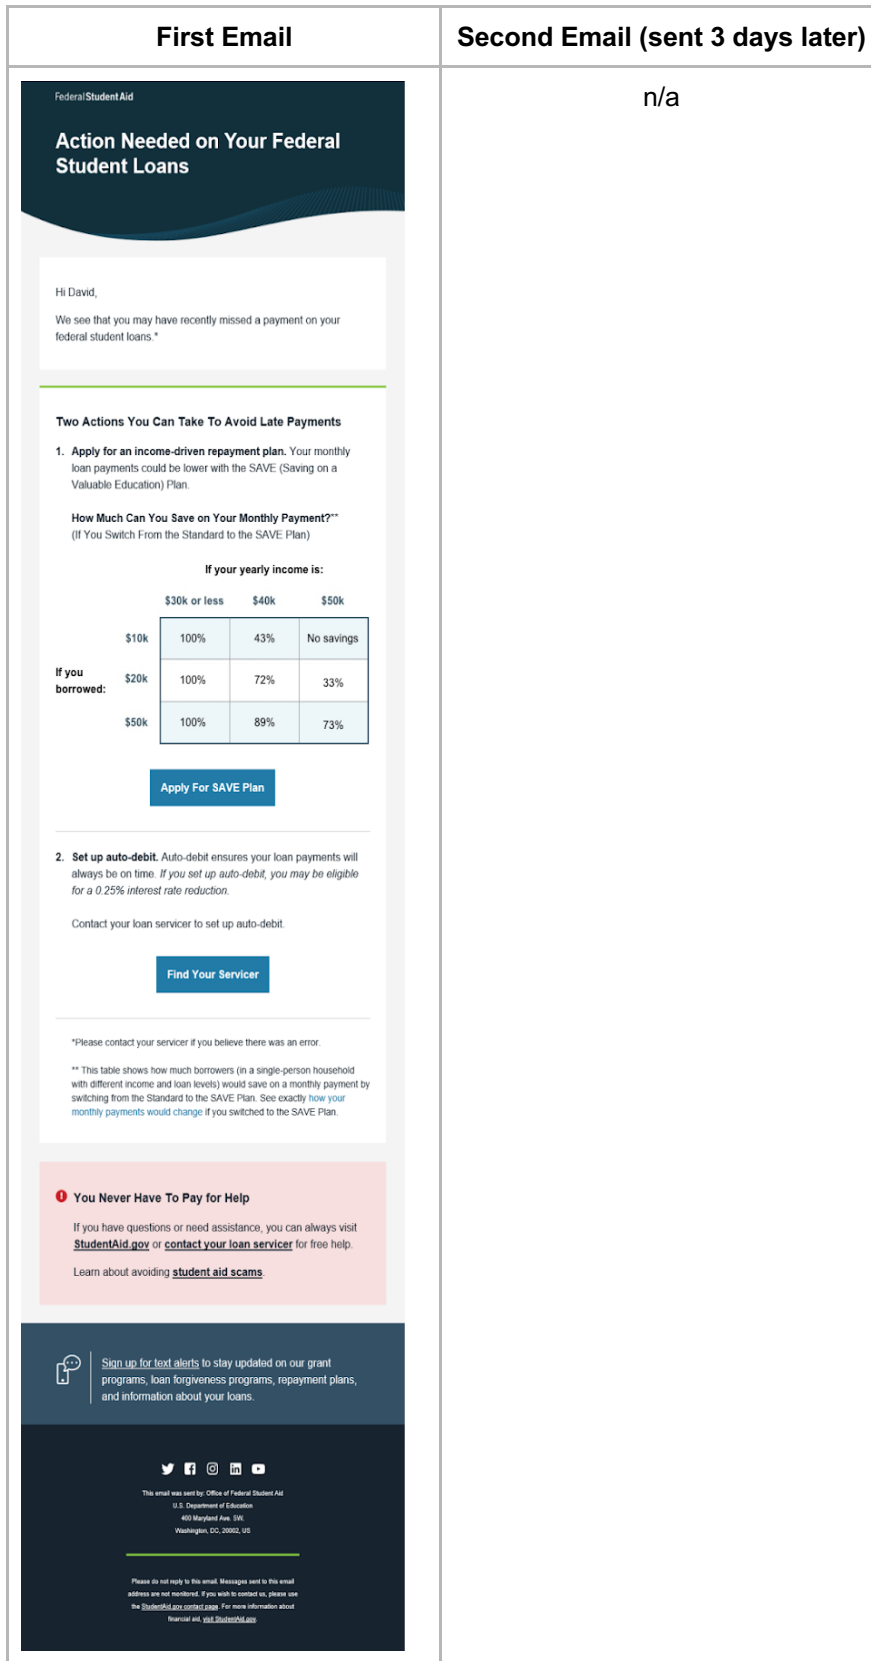 First Email
Second Email (sent 3 days later)
n/a
Federal Student Aid
Action Needed on Your Federal
Student Loans
Hi David,
We see that you may have recently missed a payment on your
federal student loans.*
Two Actions You Can Take To Avoid Late Payments
1. Apply for an income-driven repayment plan. Your monthly
loan payments could be lower with the SAVE (Saving on a
Valuable Education) Plan.
How Much Can You Save on Your Monthly Payment?**
(If You Switch From the Standard to the SAVE Plan)
If your yearly income is:
$30k or less $40k $50k
$10k 100% 43% No savings
If you
borrowed:
$20k 100% 72% 33%
$50k 100% 89% 73%
Apply For SAVE Plan
2. Set up auto-debit. Auto-debit ensures your loan payments will
always be on time. If you set up auto-debit, you may be eligible
for a 0.25% interest rate reduction.
Contact your loan servicer to set up auto-debit.
Find Your Servicer
*Please contact your servicer if you believe there was an error.
** This table shows how much borrowers (in a single-person household
with different income and loan levels) would save on a monthly payment by
switching from the Standard to the SAVE Plan. See exactly how your
monthly payments would change if you switched to the SAVE Plan.
You Never Have To Pay for Help
If you have questions or need assistance, you can always visit
StudentAid.gov or contact your loan servicer for free help.
Learn about avoiding student aid scams.
Sign up for text alerts to stay updated on our grant
programs, loan forgiveness programs, repayment plans,
and information about your loans.
This email was sent by: Office of Federal Student Aid
U.S. Department of Education
400 Maryland Ave. SW.
Washington, DC, 20002, US
Please do not reply to this email. Messages sent to this email
address are not monitored. If you wish to contact us, please use
the StudentAid.gov contact page. For more information about
financial aid, visit StudentAid.gov.